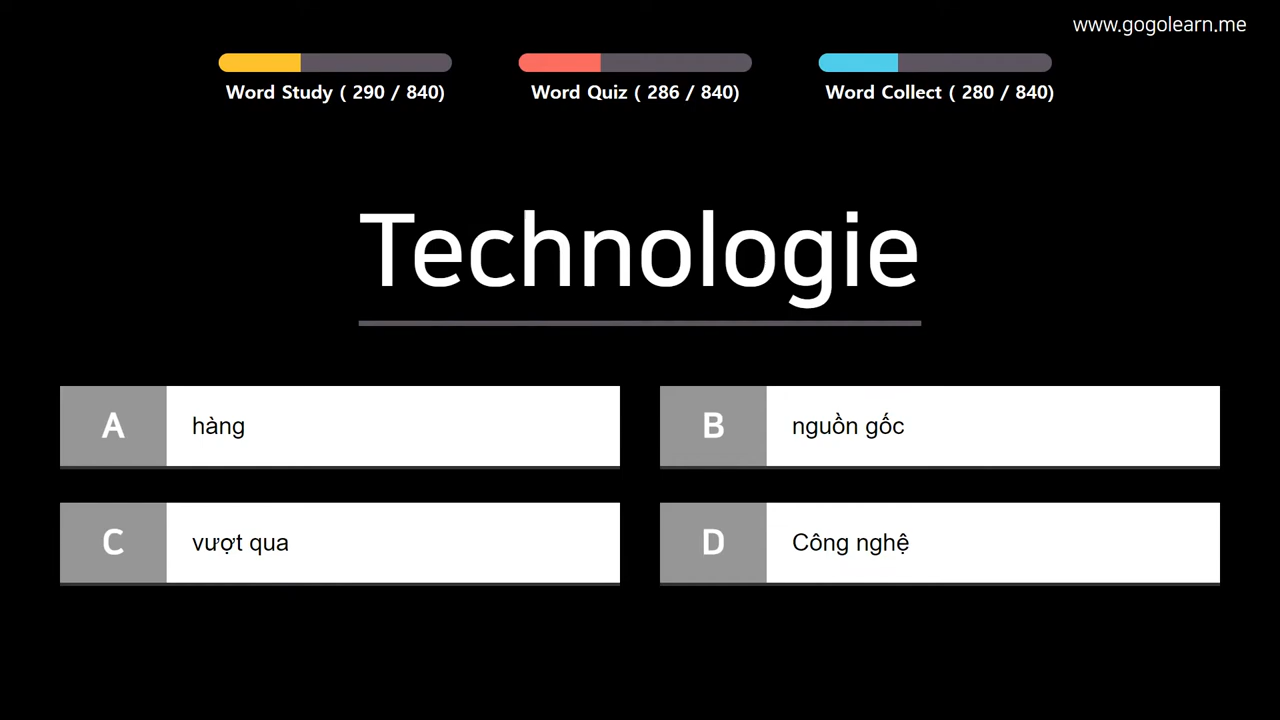 www.gogolearn.me
Word Study ( 290 / 840)
Word Quiz ( 286 / 840)
Word Collect ( 280 / 840)
Technologie
A hàng
B nguồn gốc
C vượt qua
D Công nghệ